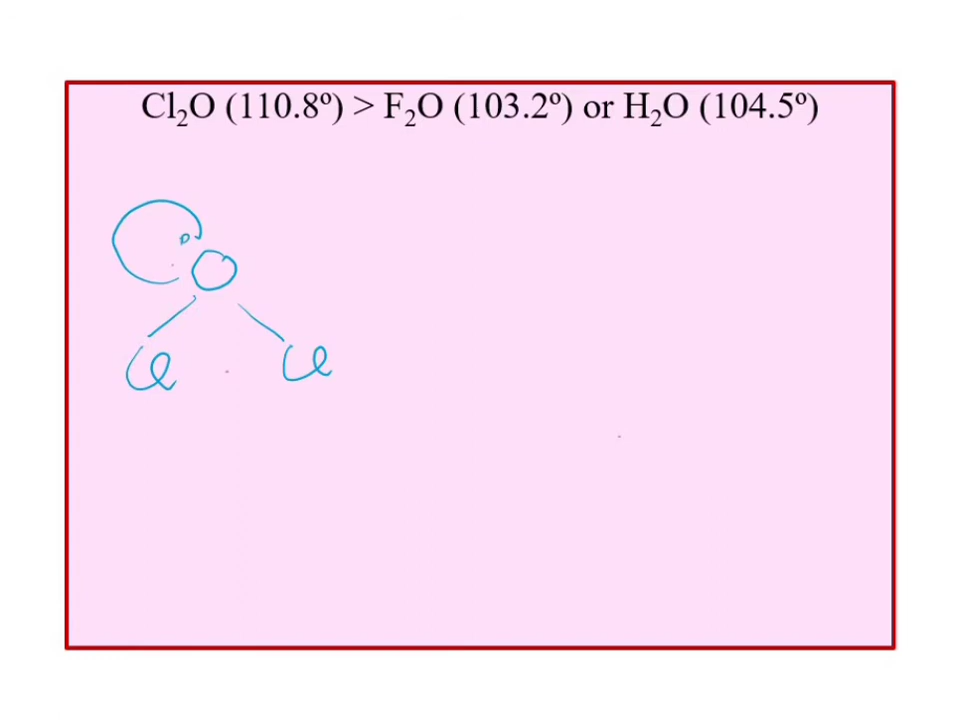 Cl₂O (110.8º) > F₂O (103.2º) or H₂O (104.5º)
O
Cl Cl